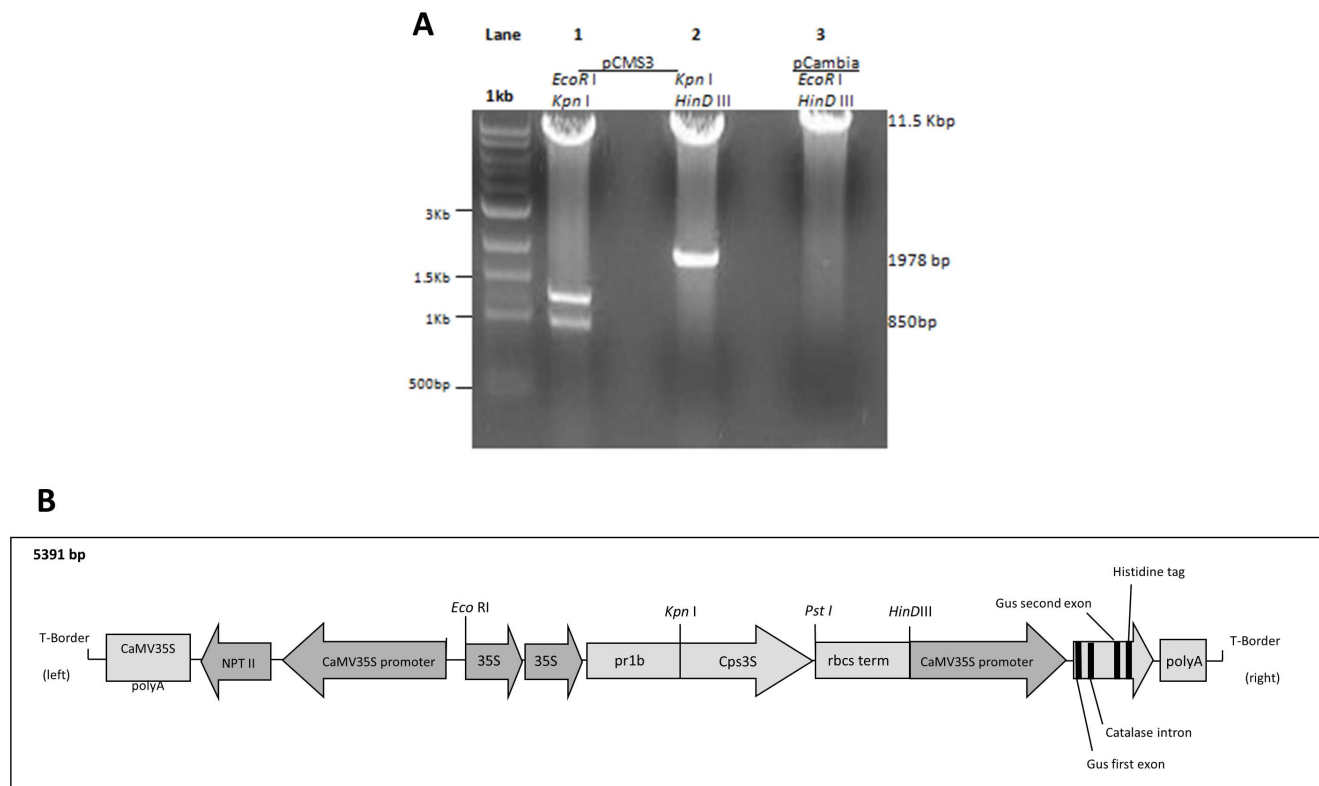 A
Lane 1 2 3
pCMS3 pCambia
EcoR I Kpn I EcoR I
1kb Kpn I HinD III HinD III
11.5 Kbp
3Kb
1978 bp
1.5Kb
1Kb 850bp
500bp
B
5391 bp
Histidine tag
Gus second exon
Eco RI Kpn I Pst I HinDIII
T-Border CaMV35S T-Border
NPT II CaMV35S promoter 35S 35S pr1b Cps3S rbcs term CaMV35S promoter polyA
(left) (right)
polyA
Catalase intron
Gus first exon